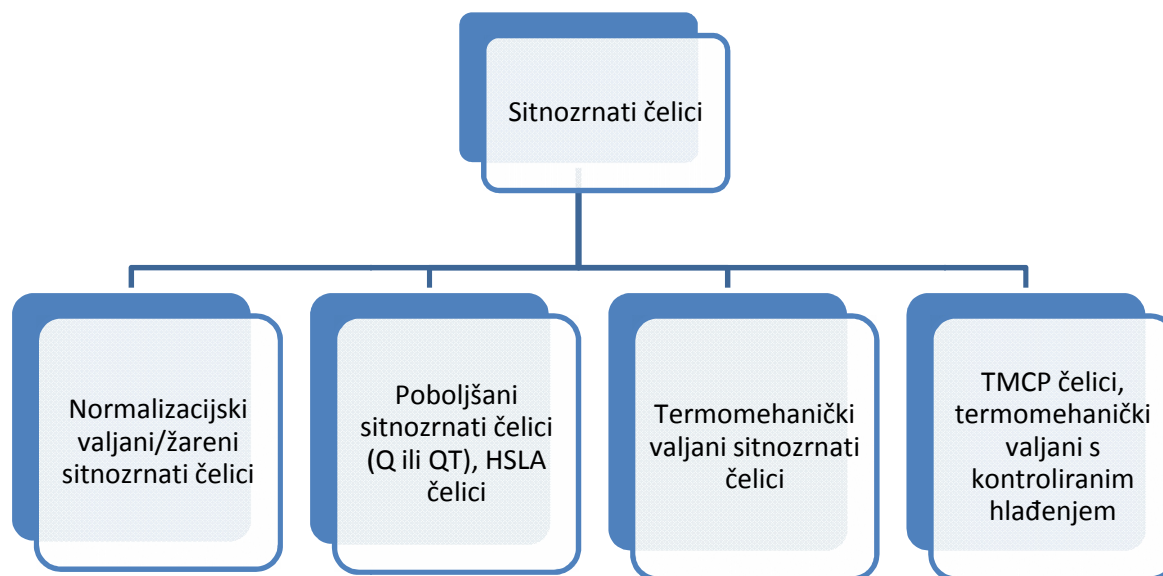 Sitnozrnati čelici
Normalizacijski
valjani/žareni
sitnozrnati čelici
Poboljšani
sitnozrnati čelici
(Q ili QT), HSLA
čelici
Termomehanički
valjani sitnozrnati
čelici
TMCP čelici,
termomehanički
valjani s
kontroliranim
hlađenjem